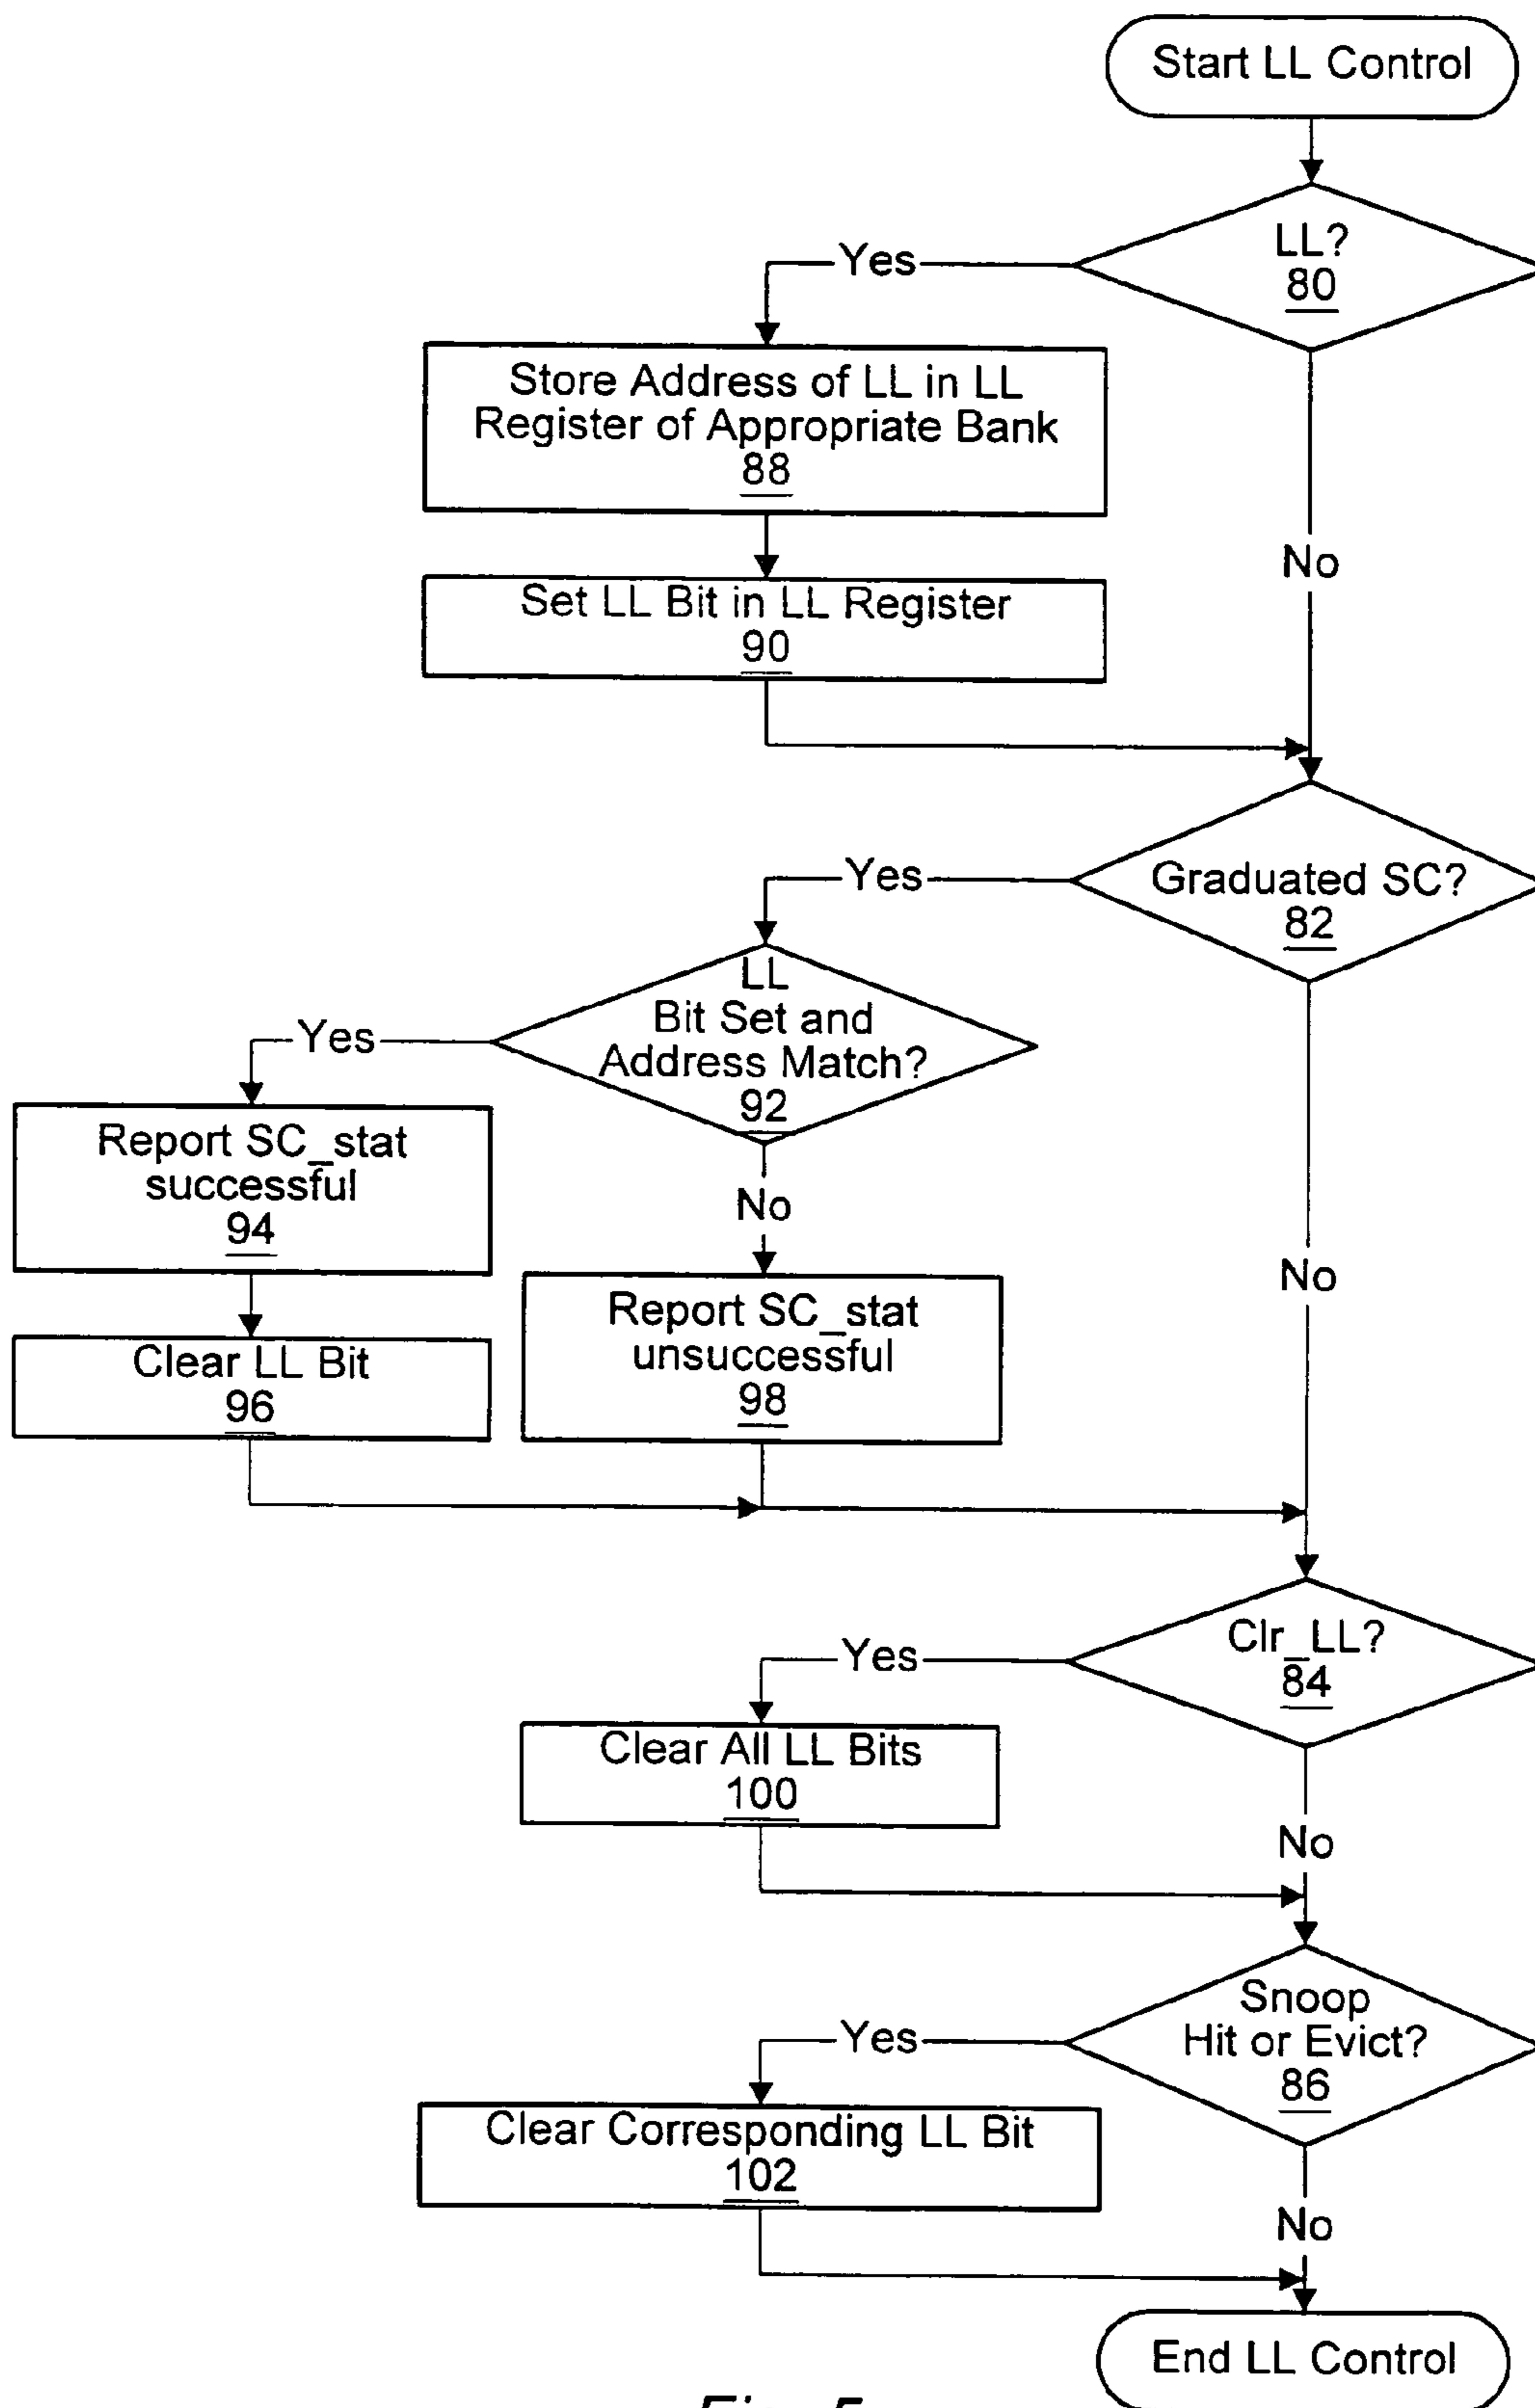 Start LL Control
LL?
80
Yes
Store Address of LL in LL
Register of Appropriate Bank
88
No
Set LL Bit in LL Register
90
Graduated SC?
82
Yes
LL
Bit Set and
Address Match?
92
Yes
Report SC_stat
successful
94
No
Report SC_stat
unsuccessful
98
No
Clear LL Bit
96
Clr_LL?
84
Yes
Clear All LL Bits
100
No
Snoop
Hit or Evict?
86
Yes
Clear Corresponding LL Bit
102
No
End LL Control
Fig. 5